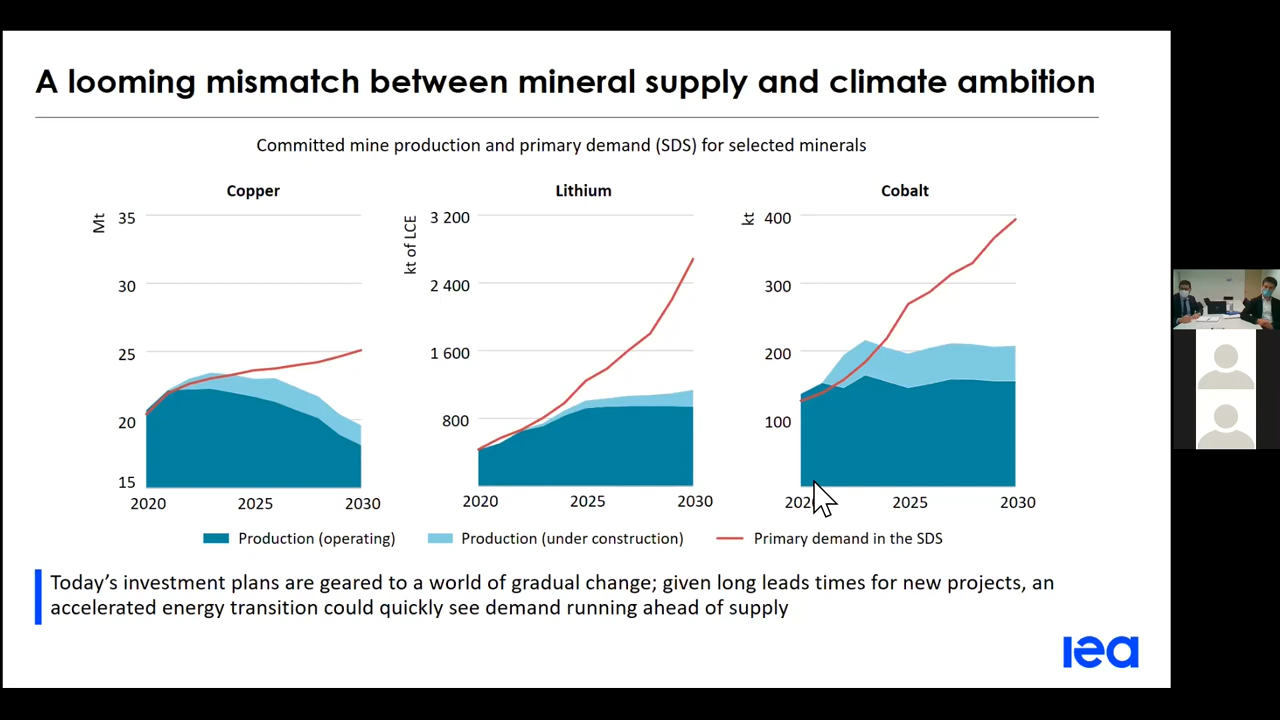 A looming mismatch between mineral supply and climate ambition
Committed mine production and primary demand (SDS) for selected minerals
Copper
Mt
35
30
25
20
15
2020
2025
2030
Lithium
kt of LCE
3 200
2 400
1 600
800
2020
2025
2030
Cobalt
kt
400
300
200
100
2020
2025
2030
Production (operating)
Production (under construction)
Primary demand in the SDS
Today's investment plans are geared to a world of gradual change; given long leads times for new projects, an
accelerated energy transition could quickly see demand running ahead of supply
iea